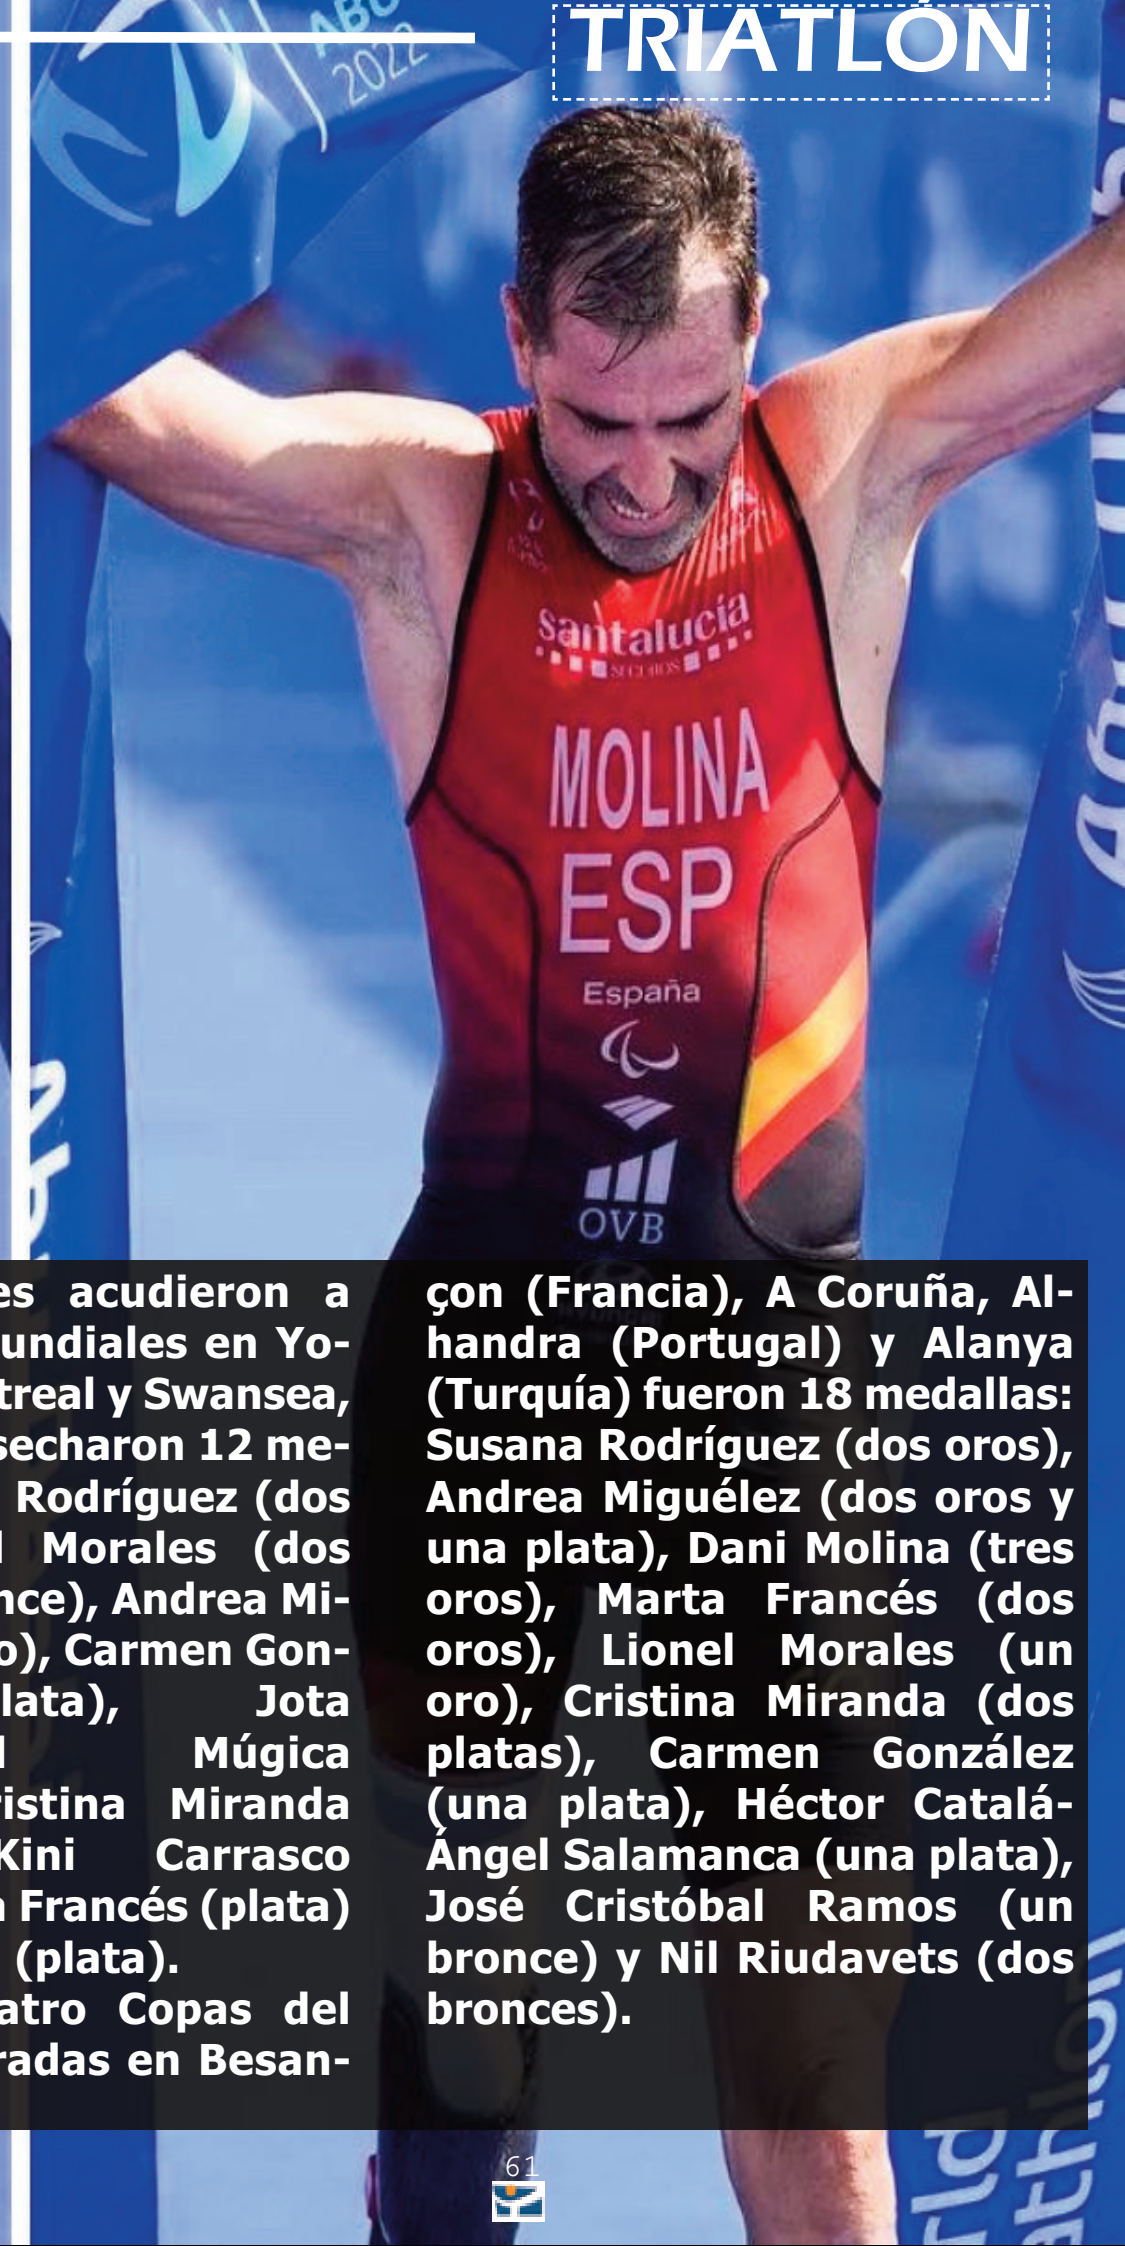 TRIATLÓN
2022
santalucía
SEGUROS
MOLINA
ESP
España
OVB
es acudieron a
undiales en Yo-
treal y Swansea,
secharon 12 me-
Rodríguez (dos
Morales (dos
nce), Andrea Mi-
o), Carmen Gon-
lata), Jota
Múgica
ristina Miranda
Kini Carrasco
a Francés (plata)
(plata).
atro Copas del
radas en Besan-
çon (Francia), A Coruña, Al-
handra (Portugal) y Alanya
(Turquía) fueron 18 medallas:
Susana Rodríguez (dos oros),
Andrea Miguélez (dos oros y
una plata), Dani Molina (tres
oros), Marta Francés (dos
oros), Lionel Morales (un
oro), Cristina Miranda (dos
platas), Carmen González
(una plata), Héctor Catalá-
Ángel Salamanca (una plata),
José Cristóbal Ramos (un
bronce) y Nil Riudavets (dos
bronces).
61